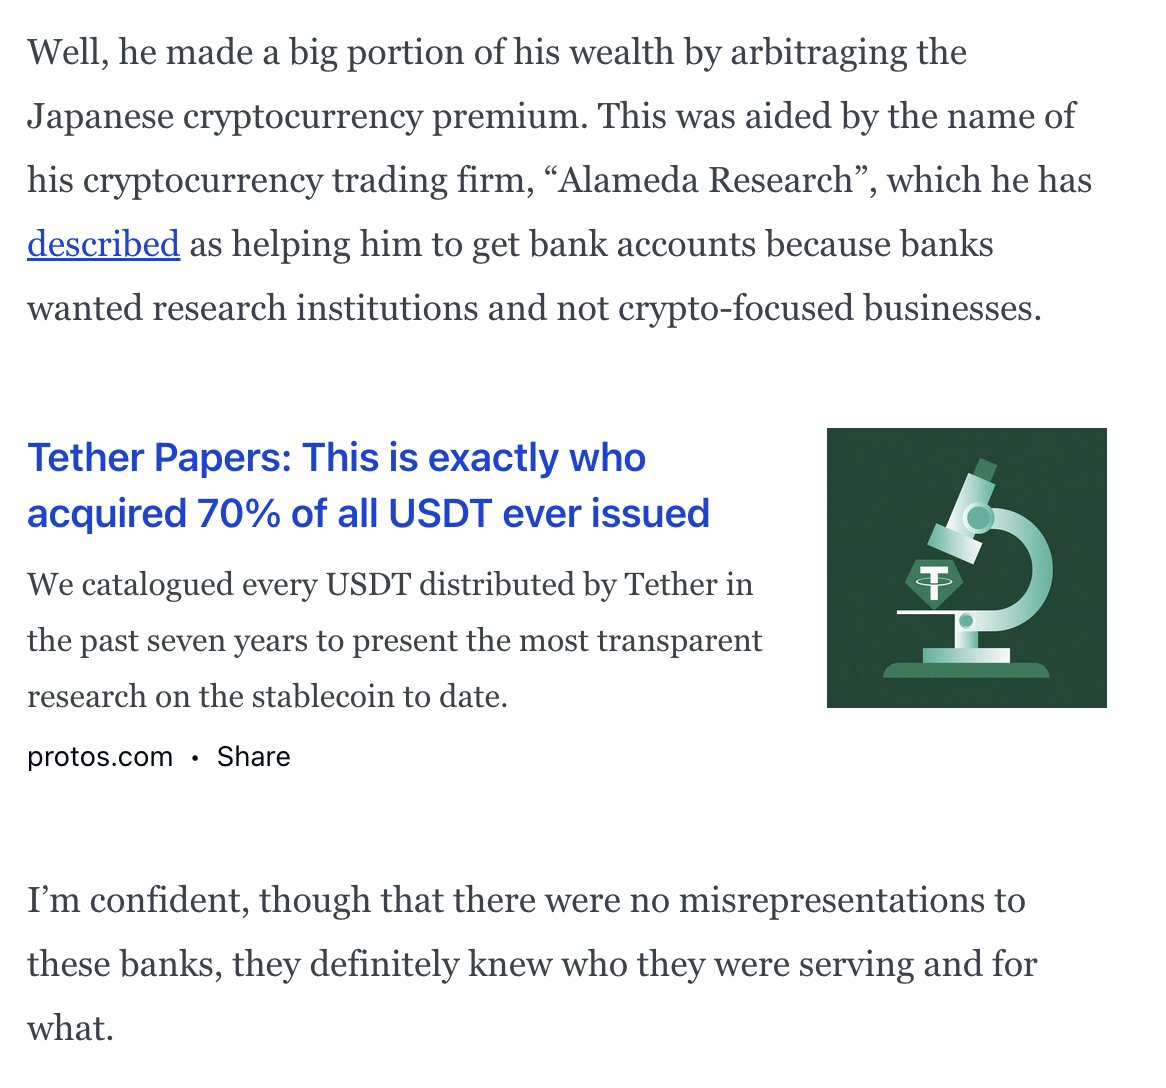 Well, he made a big portion of his wealth by arbitraging the
Japanese cryptocurrency premium. This was aided by the name of
his cryptocurrency trading firm, “Alameda Research”, which he has
described as helping him to get bank accounts because banks
wanted research institutions and not crypto-focused businesses.
Tether Papers: This is exactly who
acquired 70% of all USDT ever issued
We catalogued every USDT distributed by Tether in
the past seven years to present the most transparent
research on the stablecoin to date.
protos.com • Share
I’m confident, though that there were no misrepresentations to
these banks, they definitely knew who they were serving and for
what.